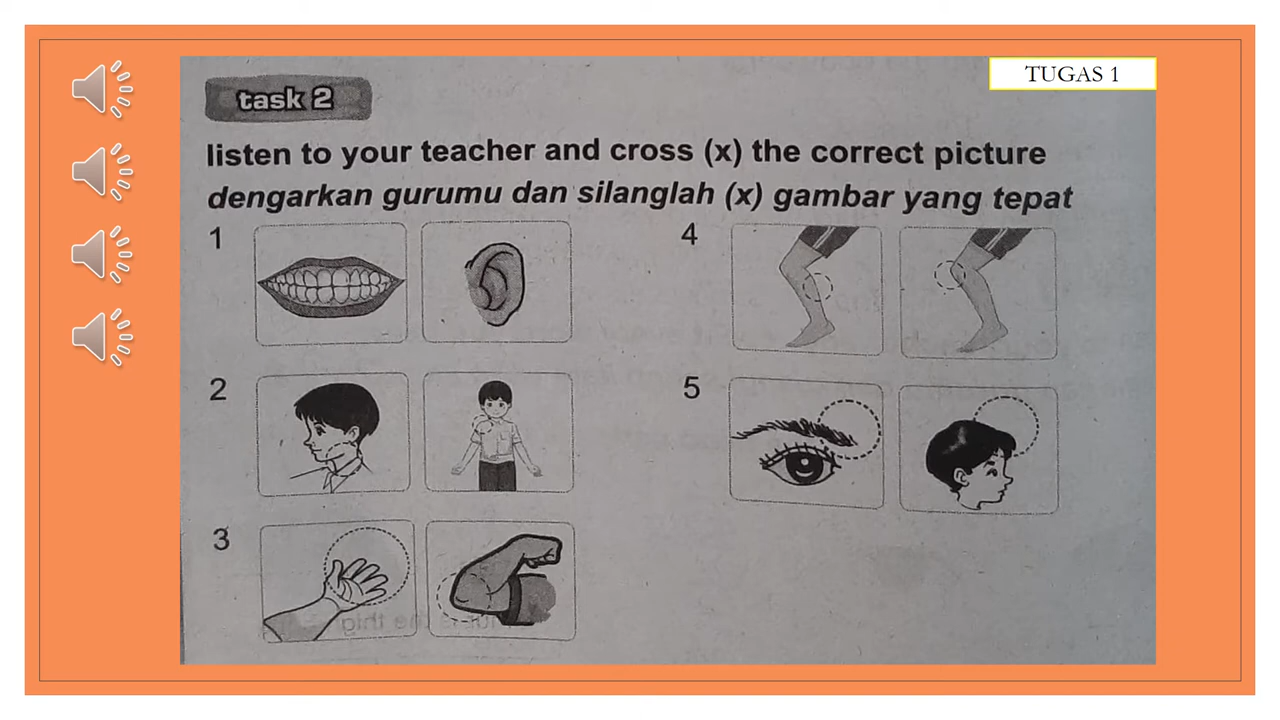 TUGAS 1
task 2
listen to your teacher and cross (x) the correct picture
dengarkan gurumu dan silanglah (x) gambar yang tepat
1
4
2
5
3